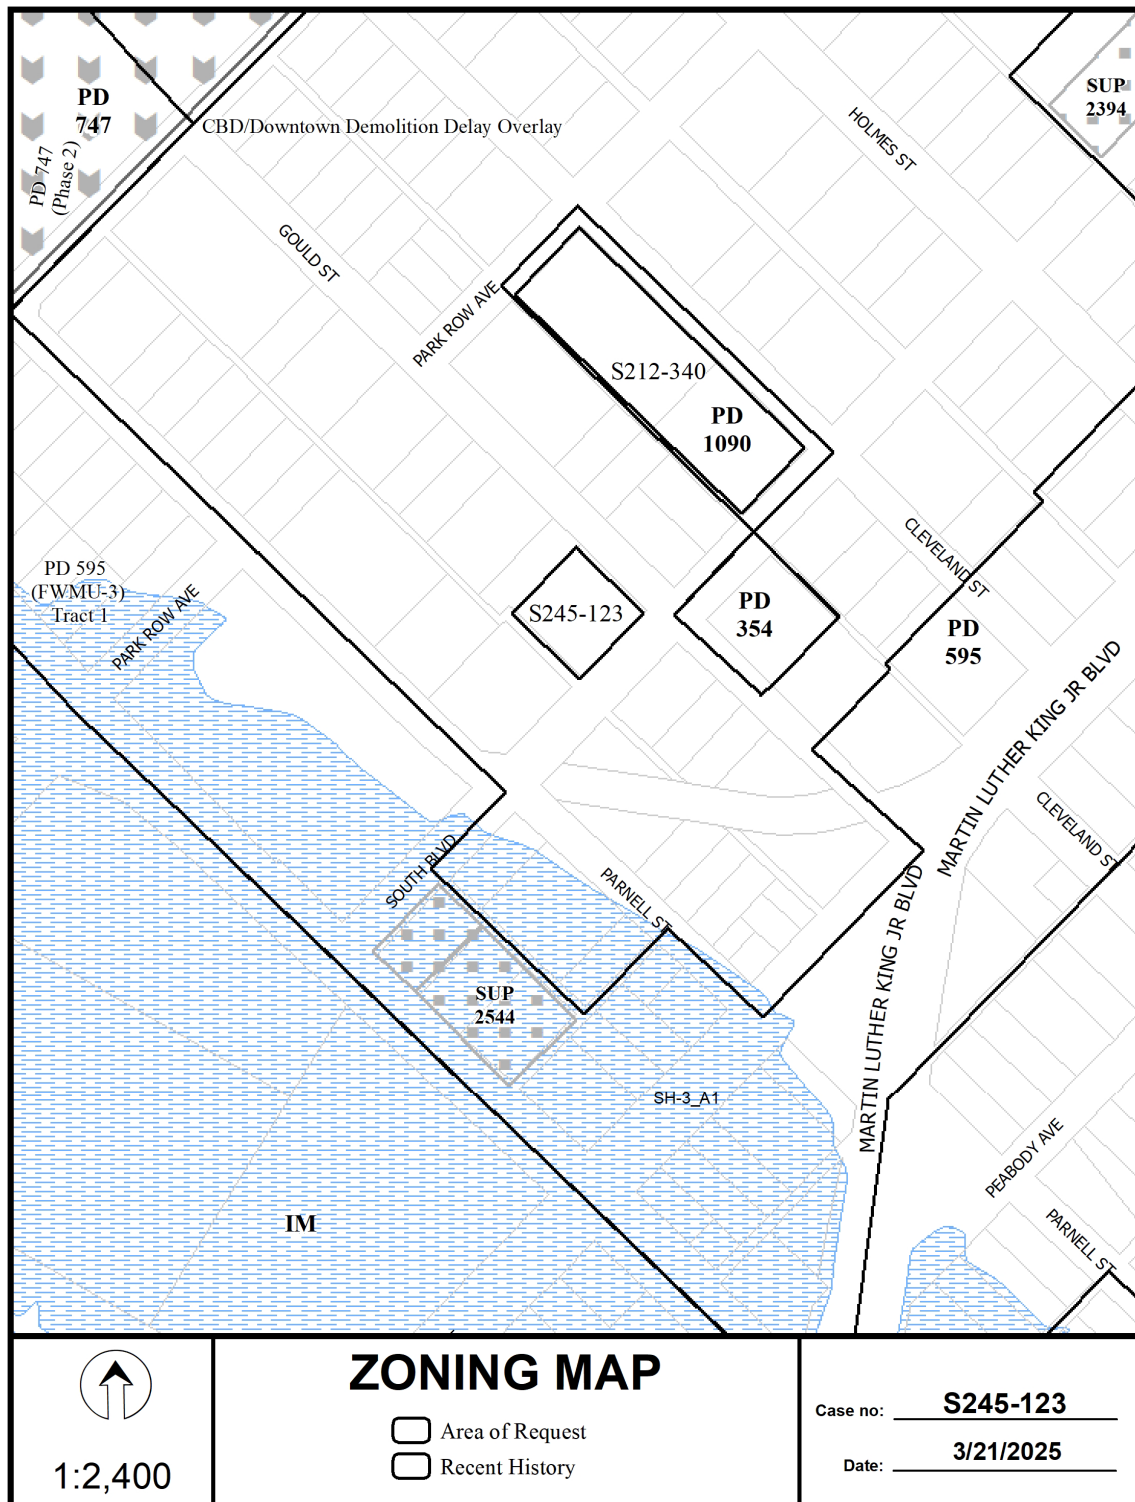 PD
747
PD 747
(Phase 2)
CBD/Downtown Demolition Delay Overlay
HOLMES ST
SUP
2394
GOULD ST
PARK ROW AVE
S212-340
PD
1090
CLEVELAND ST
PD 595
(FWMU-3)
Tract 1
PARK ROW AVE
S245-123
PD
354
PD
595
MARTIN LUTHER KING JR BLVD
CLEVELAND ST
SOUTH BLVD
PARNELL ST
MARTIN LUTHER KING JR BLVD
SUP
2544
SH-3_A1
PEABODY AVE
PARNELL ST
IM
1:2,400
ZONING MAP
Area of Request
Recent History
Case no: S245-123
Date: 3/21/2025